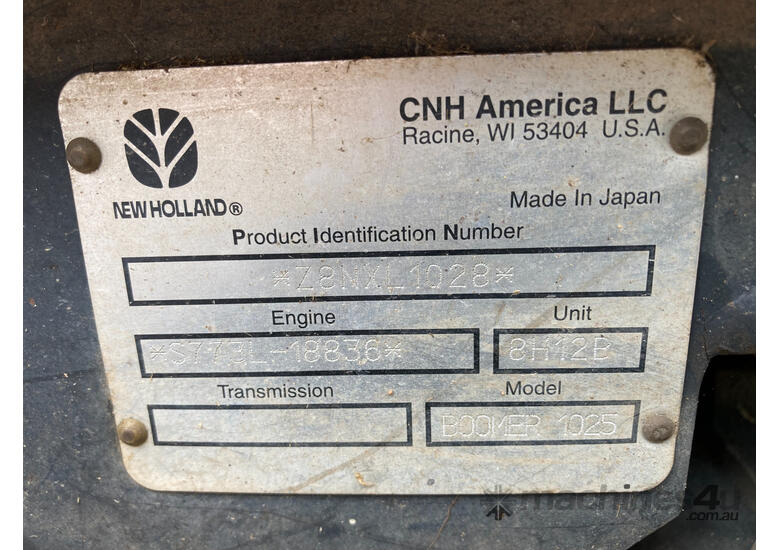 CNH America LLC
Racine, WI 53404 U.S.A.
NEW HOLLAND®
Made In Japan
Product Identification Number
*Z8NXL1028*
Engine
Unit
*S773L-18836*
8H12B
Transmission
Model
BOOMER 1025
machines4u
.com.au